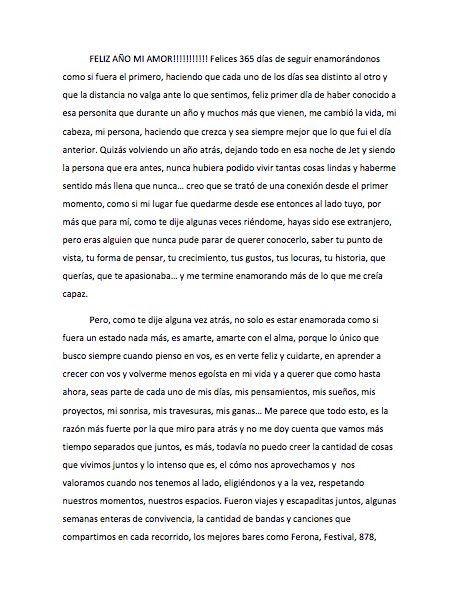 FELIZ AÑO MI AMOR!!!!!!!!!!! Felices 365 días de seguir enamorándonos
como si fuera el primero, haciendo que cada uno de los días sea distinto al otro y
que la distancia no valga ante lo que sentimos, feliz primer día de haber conocido a
esa personita que durante un año y muchos más que vienen, me cambió la vida, mi
cabeza, mi persona, haciendo que crezca y sea siempre mejor que lo que fui el día
anterior. Quizás volviendo un año atrás, dejando todo en esa noche de Jet y siendo
la persona que era antes, nunca hubiera podido vivir tantas cosas lindas y haberme
sentido más llena que nunca… creo que se trató de una conexión desde el primer
momento, como si mi lugar fue quedarme desde ese entonces al lado tuyo, por
más que para mí, como te dije algunas veces riéndome, hayas sido ese extranjero,
pero eras alguien que nunca pude parar de querer conocerlo, saber tu punto de
vista, tu forma de pensar, tu crecimiento, tus gustos, tus locuras, tu historia, que
querías, que te apasionaba… y me termine enamorando más de lo que me creía
capaz.
Pero, como te dije alguna vez atrás, no solo es estar enamorada como si
fuera un estado nada más, es amarte, amarte con el alma, porque lo único que
busco siempre cuando pienso en vos, es en verte feliz y cuidarte, en aprender a
crecer con vos y volverme menos egoísta en mi vida y a querer que como hasta
ahora, seas parte de cada uno de mis días, mis pensamientos, mis sueños, mis
proyectos, mi sonrisa, mis travesuras, mis ganas… Me parece que todo esto, es la
razón más fuerte por la que miro para atrás y no me doy cuenta que vamos más
tiempo separados que juntos, es más, todavía no puedo creer la cantidad de cosas
que vivimos juntos y lo intenso que es, el cómo nos aprovechamos y nos
valoramos cuando nos tenemos al lado, eligiéndonos y a la vez, respetando
nuestros momentos, nuestros espacios. Fueron viajes y escapaditas juntos, algunas
semanas enteras de convivencia, la cantidad de bandas y canciones que
compartimos en cada recorrido, los mejores bares como Ferona, Festival, 878,